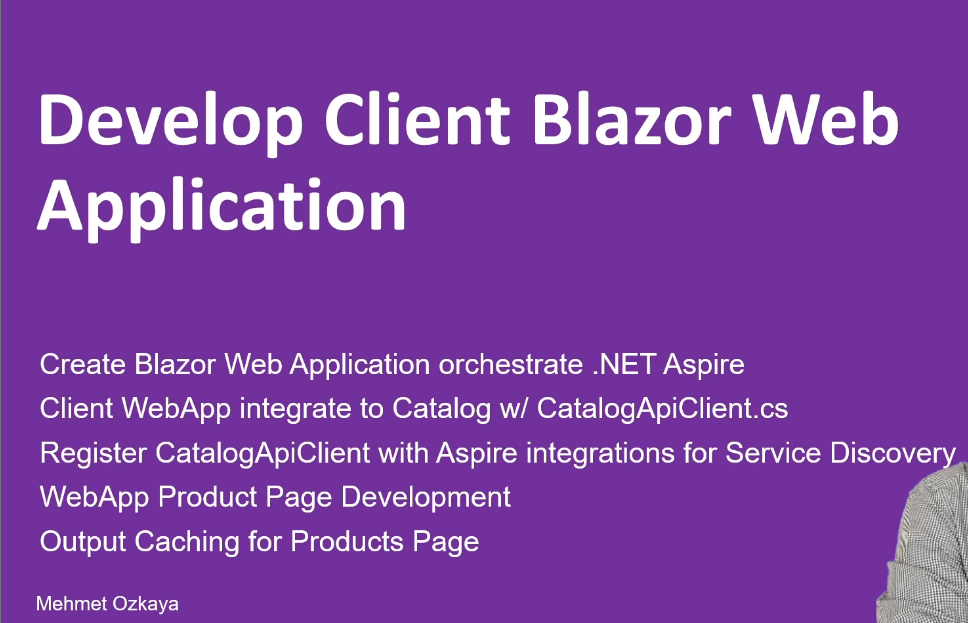 Develop Client Blazor Web
Application
Create Blazor Web Application orchestrate .NET Aspire
Client WebApp integrate to Catalog w/ CatalogApiClient.cs
Register CatalogApiClient with Aspire integrations for Service Discovery
WebApp Product Page Development
Output Caching for Products Page
Mehmet Ozkaya